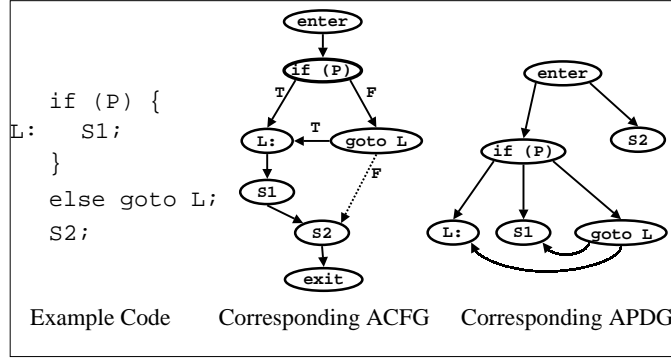 if (P) {
L: S1;
}
else goto L;
S2;
Example Code
enter
if (P)
T
F
L:
T
goto L
F
S1
S2
exit
Corresponding ACFG
enter
S2
if (P)
L:
S1
goto L
Corresponding APDG